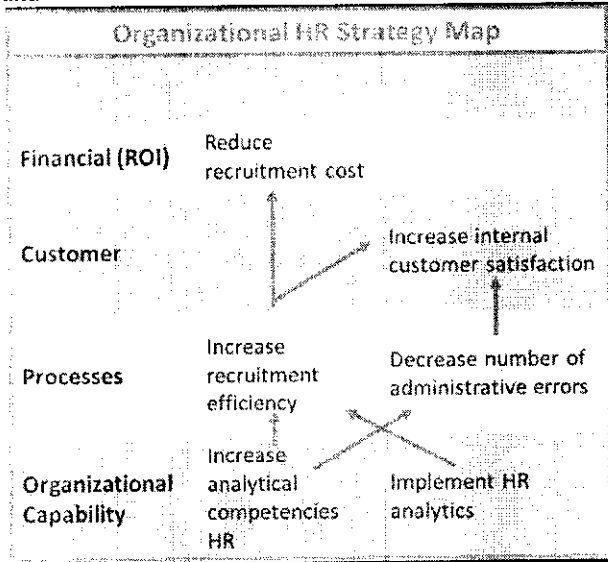 Organizational HR Strategy Map
Financial (ROI)
Reduce
recruitment cost
Customer
Increase internal
customer satisfaction
Processes
Increase
recruitment
efficiency
Decrease number of
administrative errors
Organizational
Capability
Increase
analytical
competencies
HR
Implement HR
analytics